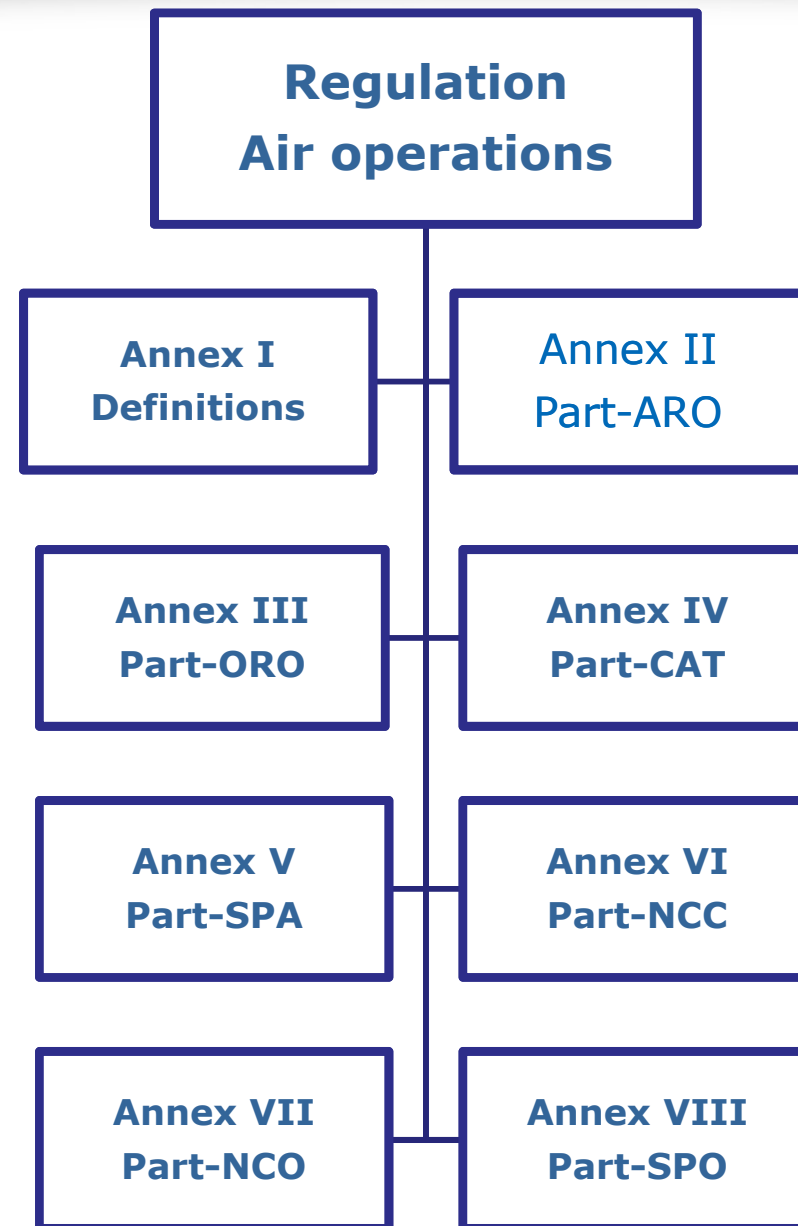 Regulation
Air operations
Annex I
Definitions
Annex II
Part-ARO
Annex III
Part-ORO
Annex IV
Part-CAT
Annex V
Part-SPA
Annex VI
Part-NCC
Annex VII
Part-NCO
Annex VIII
Part-SPO